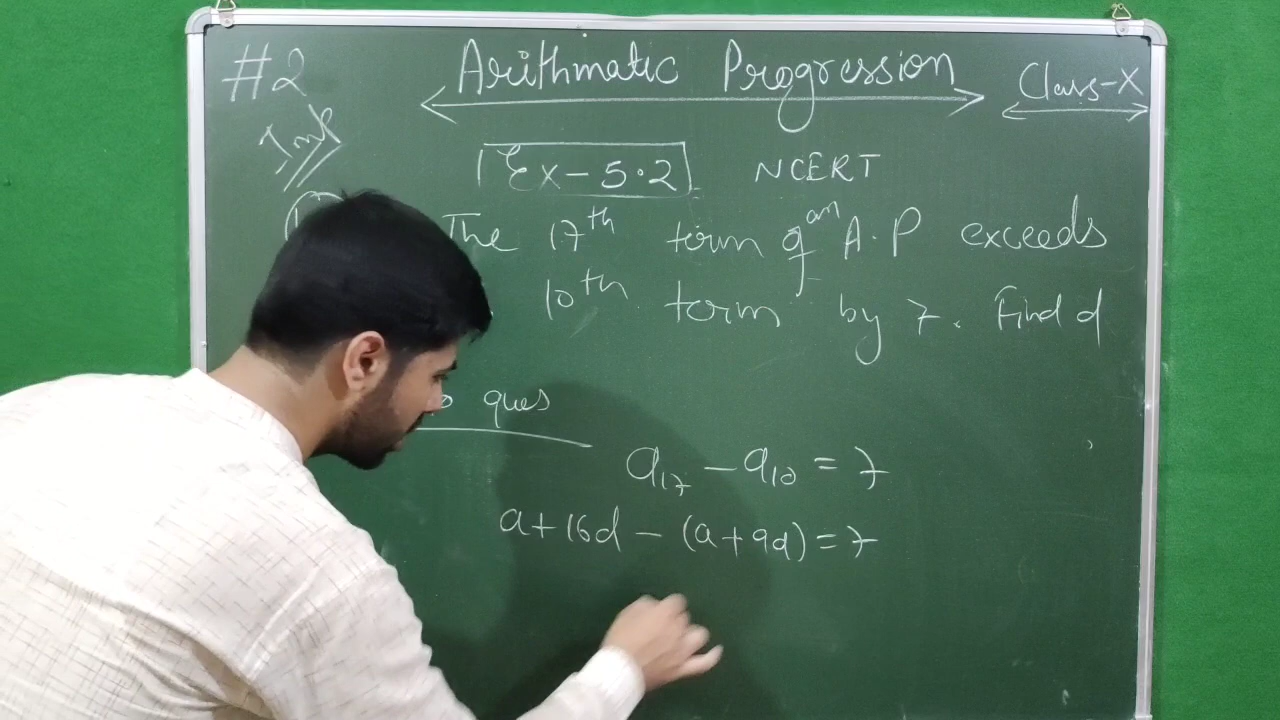 #2 Arithmatic Progression Class-X
Imp
Ex-5.2 NCERT
The 17th term of an A.P exceeds
10th term by 7. Find d
ques
a17 - a10 = 7
a+16d - (a+9d) = 7